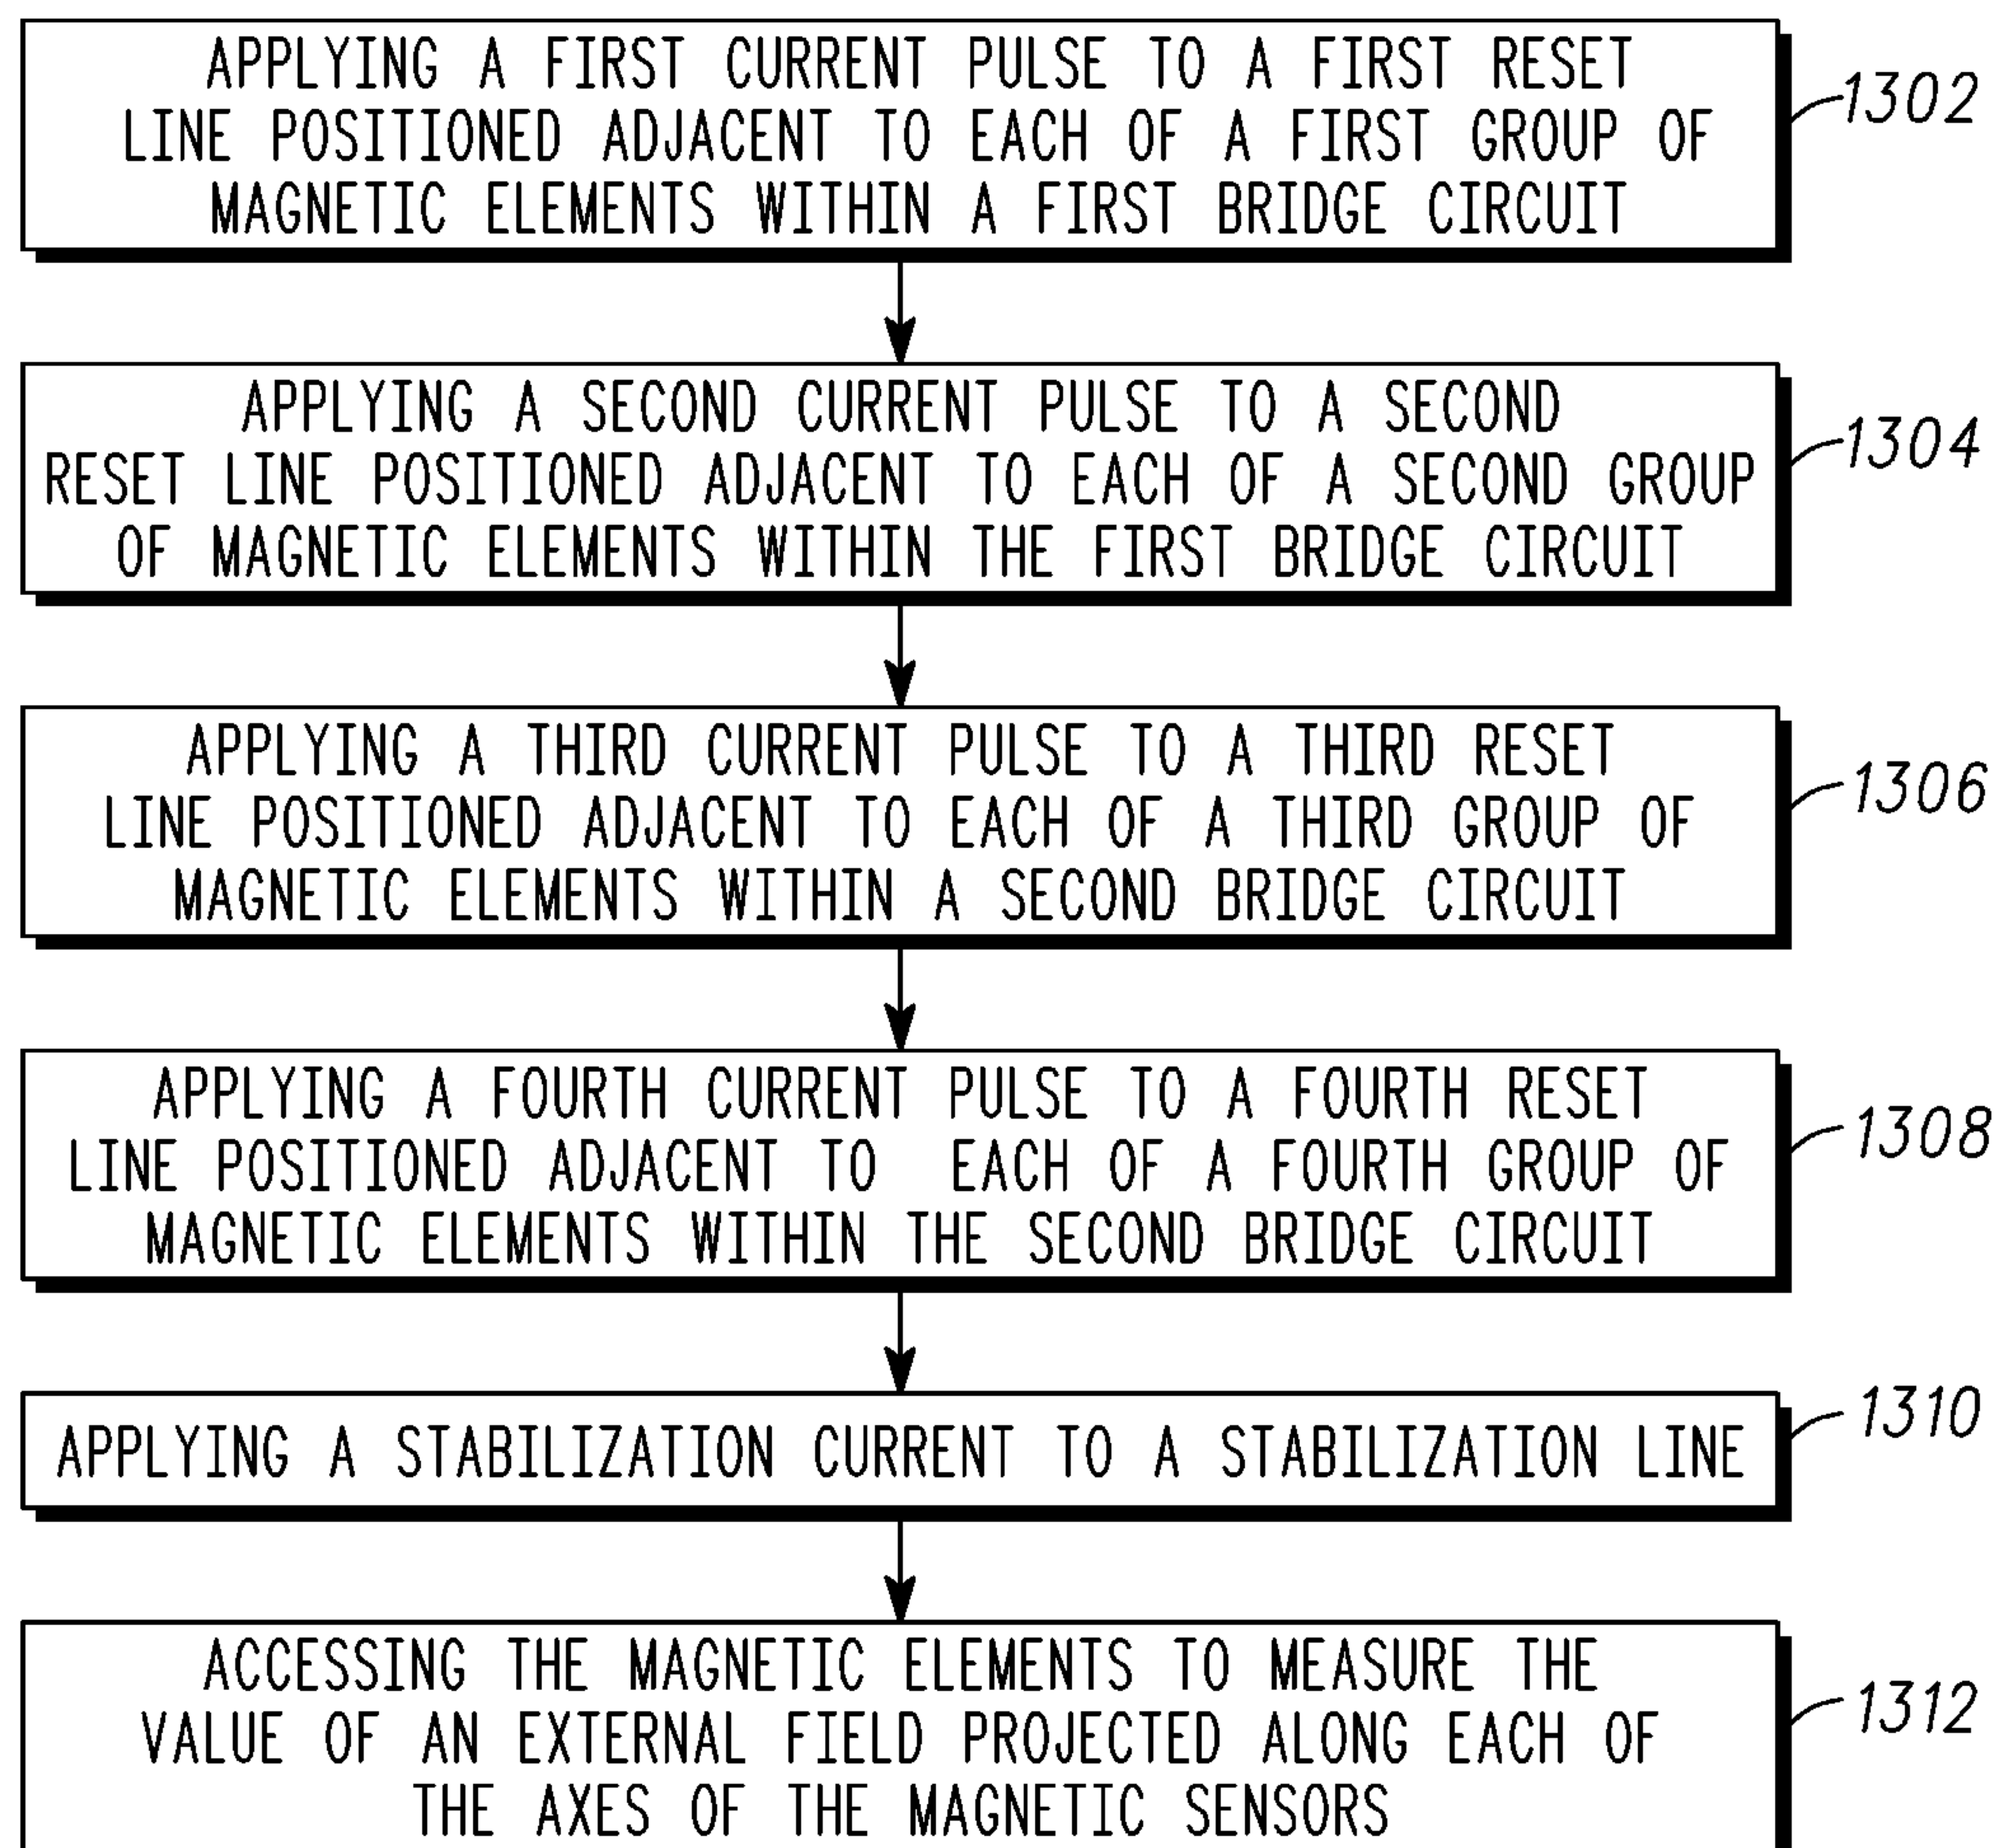 APPLYING A FIRST CURRENT PULSE TO A FIRST RESET
LINE POSITIONED ADJACENT TO EACH OF A FIRST GROUP OF
MAGNETIC ELEMENTS WITHIN A FIRST BRIDGE CIRCUIT
1302
APPLYING A SECOND CURRENT PULSE TO A SECOND
RESET LINE POSITIONED ADJACENT TO EACH OF A SECOND GROUP
OF MAGNETIC ELEMENTS WITHIN THE FIRST BRIDGE CIRCUIT
1304
APPLYING A THIRD CURRENT PULSE TO A THIRD RESET
LINE POSITIONED ADJACENT TO EACH OF A THIRD GROUP OF
MAGNETIC ELEMENTS WITHIN A SECOND BRIDGE CIRCUIT
1306
APPLYING A FOURTH CURRENT PULSE TO A FOURTH RESET
LINE POSITIONED ADJACENT TO EACH OF A FOURTH GROUP OF
MAGNETIC ELEMENTS WITHIN THE SECOND BRIDGE CIRCUIT
1308
APPLYING A STABILIZATION CURRENT TO A STABILIZATION LINE
1310
ACCESSING THE MAGNETIC ELEMENTS TO MEASURE THE
VALUE OF AN EXTERNAL FIELD PROJECTED ALONG EACH OF
THE AXES OF THE MAGNETIC SENSORS
1312